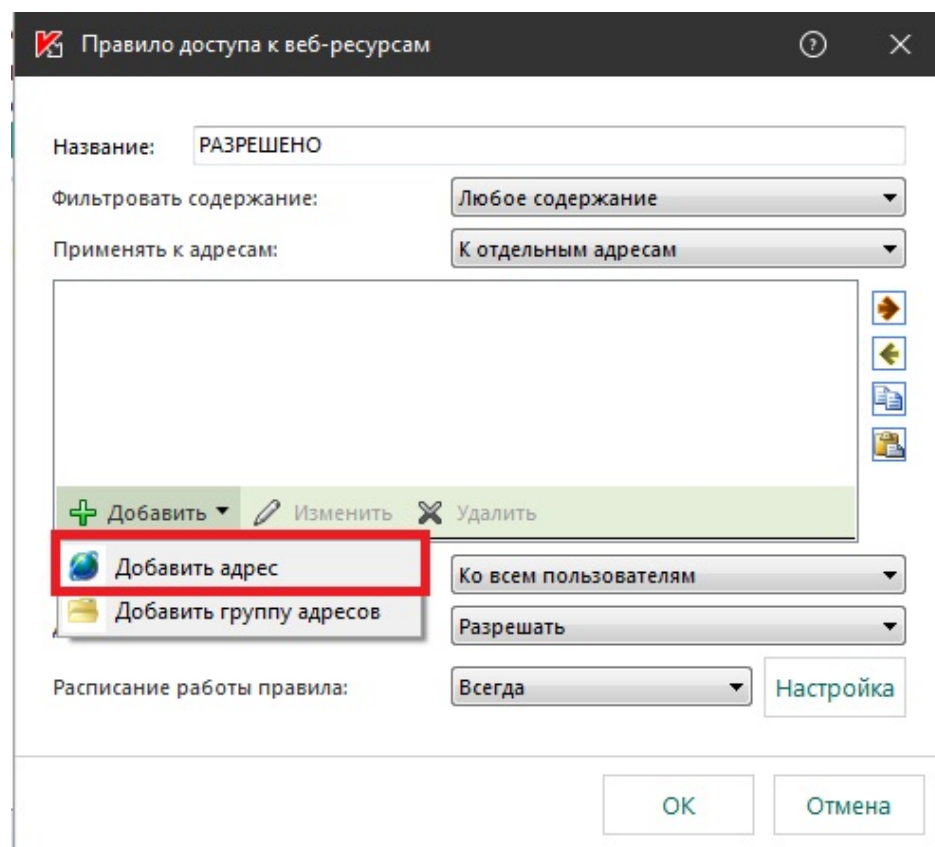 Правило доступа к веб-ресурсам
Название: РАЗРЕШЕНО
Фильтровать содержание: Любое содержание
Применять к адресам: К отдельным адресам
Добавить Изменить Удалить
Добавить адрес
Ко всем пользователям
Добавить группу адресов
Разрешать
Расписание работы правила: Всегда Настройка
ОК Отмена